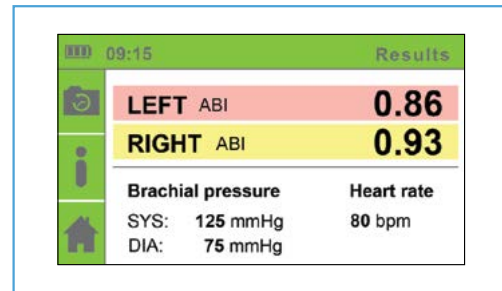 09:15 Results
LEFT ABI 0.86
RIGHT ABI 0.93
Brachial pressure Heart rate
SYS: 125 mmHg 80 bpm
DIA: 75 mmHg